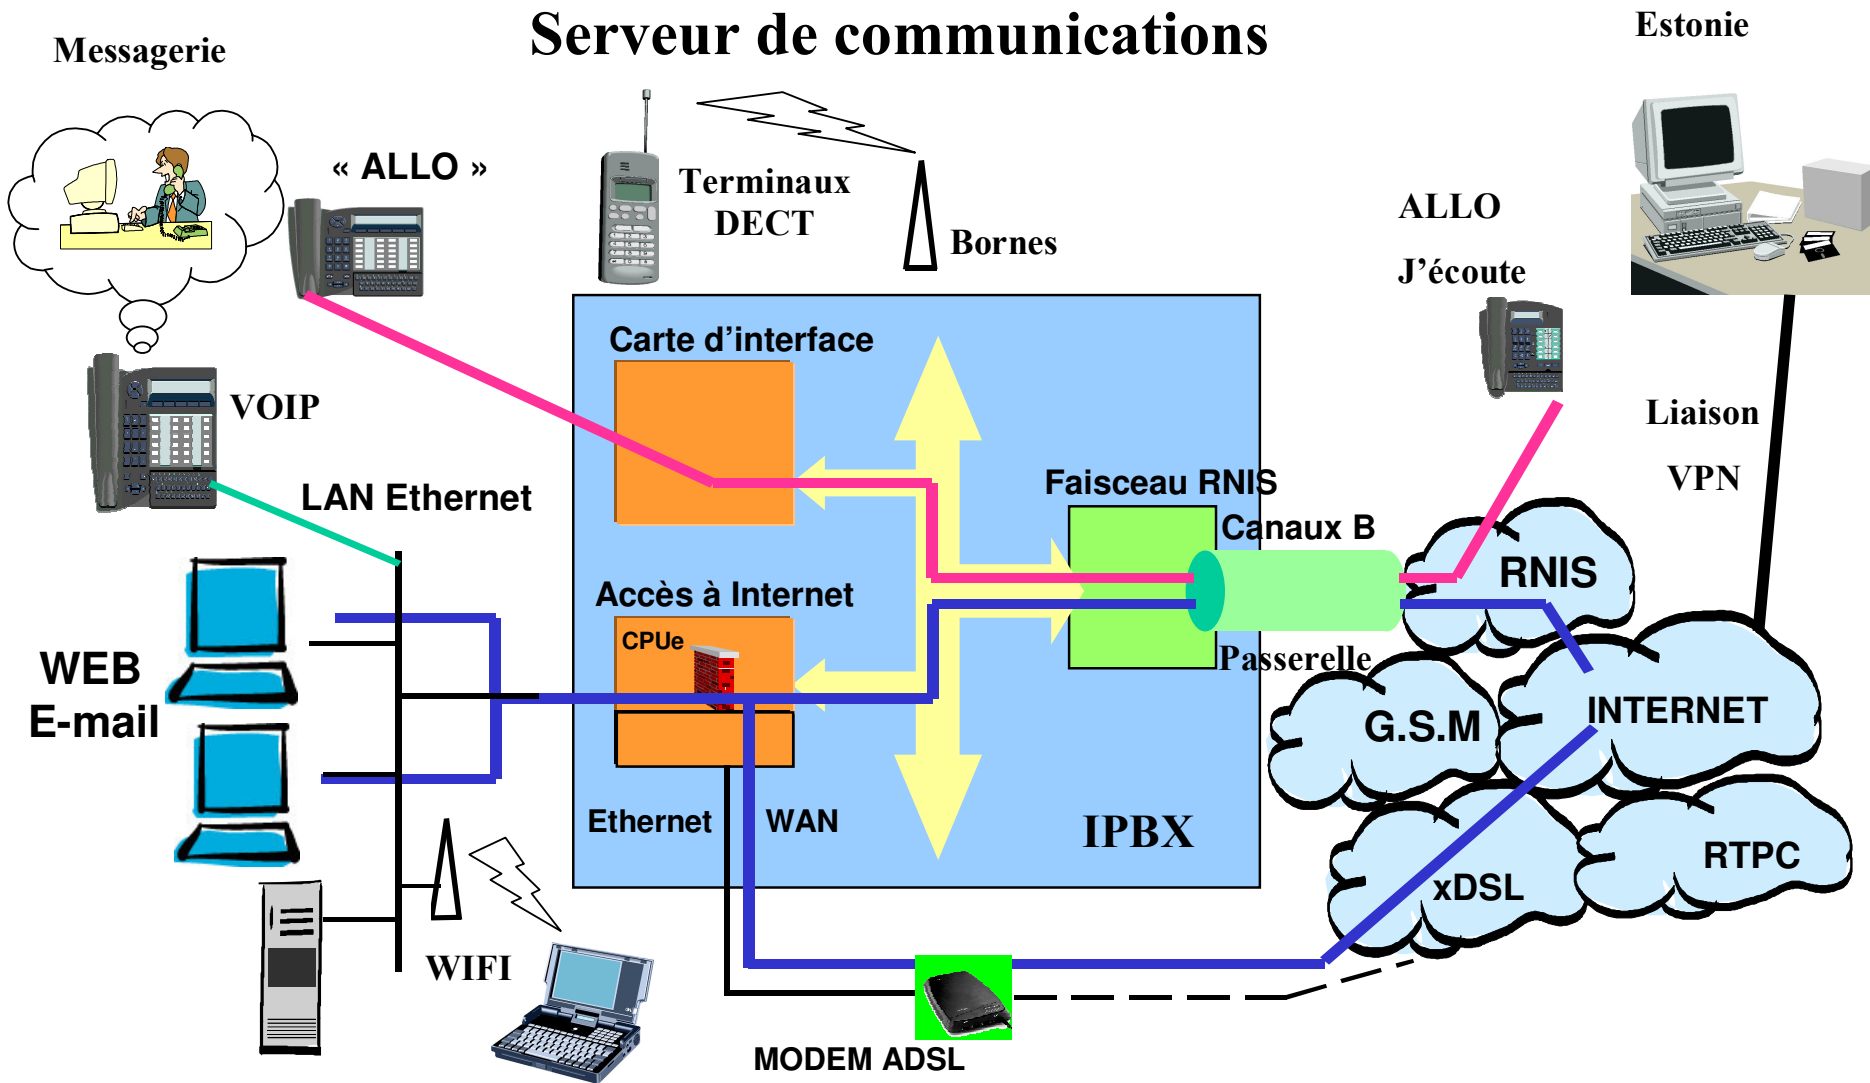 Serveur de communications
Estonie
Messagerie
« ALLO »
Terminaux
DECT
Bornes
ALLO
J’écoute
Carte d’interface
VOIP
Liaison
VPN
LAN Ethernet
Faisceau RNIS
Canaux B
RNIS
Accès à Internet
CPUe
WEB
E-mail
Passerelle
G.S.M
INTERNET
Ethernet
WAN
IPBX
RTPC
xDSL
WIFI
MODEM ADSL